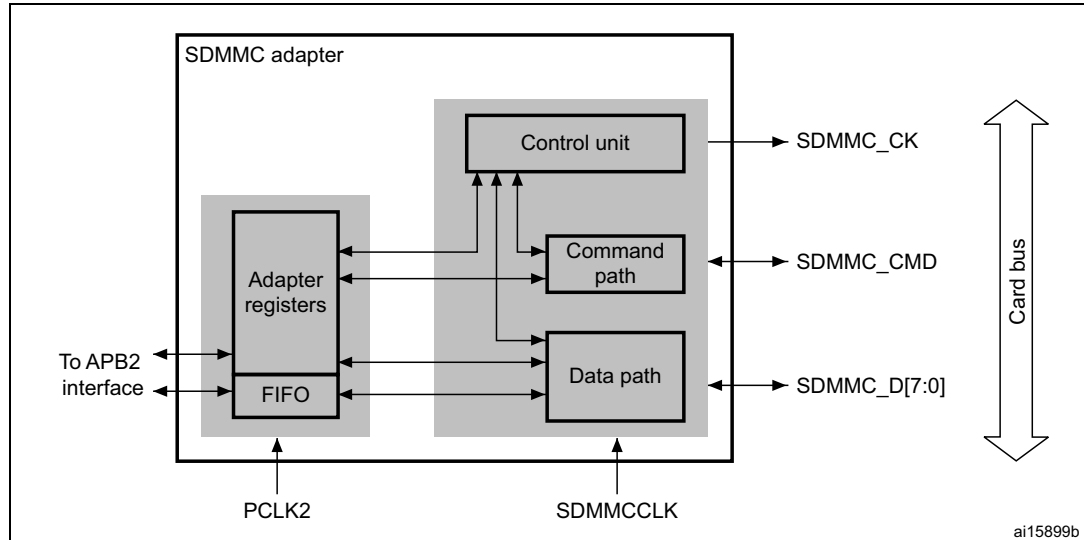 SDMMC adapter
Control unit
SDMMC_CK
Command
path
SDMMC_CMD
Adapter
registers
To APB2
interface
FIFO
Data path
SDMMC_D[7:0]
Card bus
PCLK2
SDMMCCLK
ai15899b